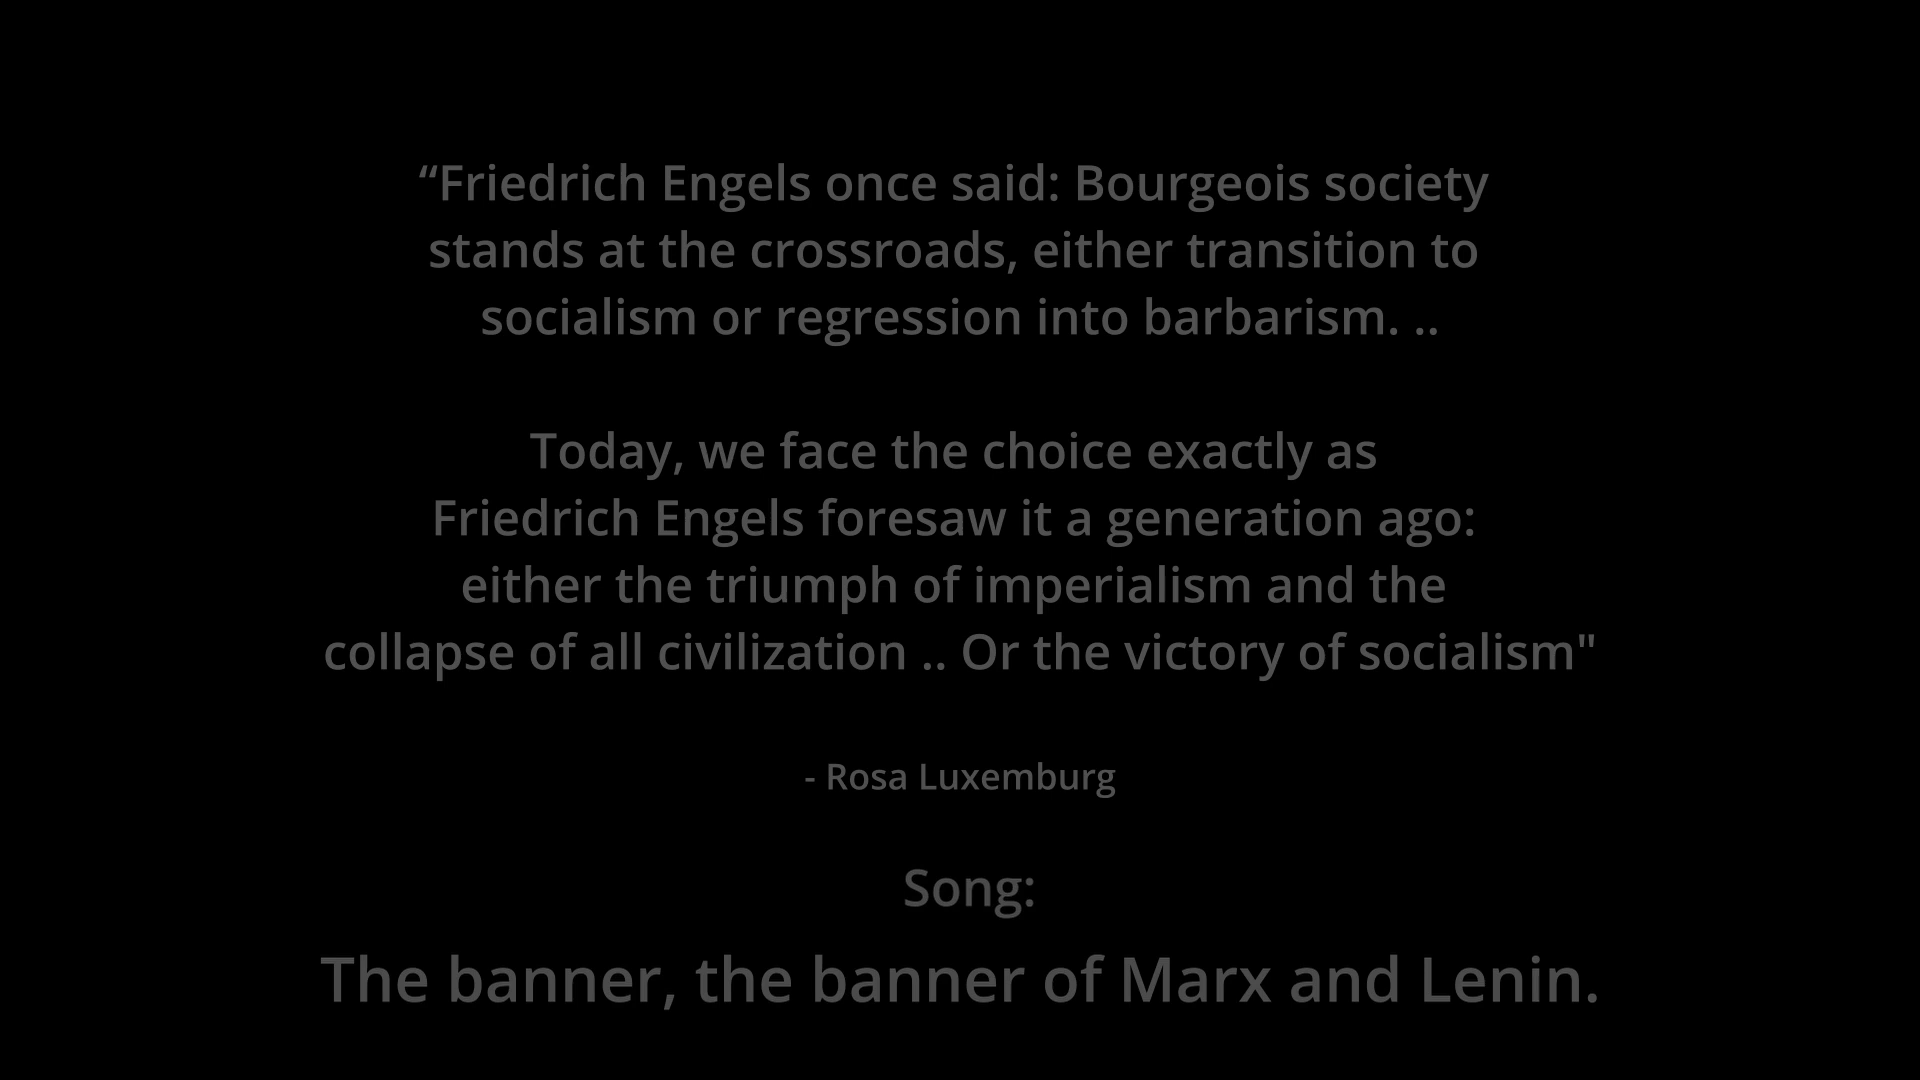 “Friedrich Engels once said: Bourgeois society
stands at the crossroads, either transition to
socialism or regression into barbarism. ..
Today, we face the choice exactly as
Friedrich Engels foresaw it a generation ago:
either the triumph of imperialism and the
collapse of all civilization .. Or the victory of socialism"
- Rosa Luxemburg
Song:
The banner, the banner of Marx and Lenin.